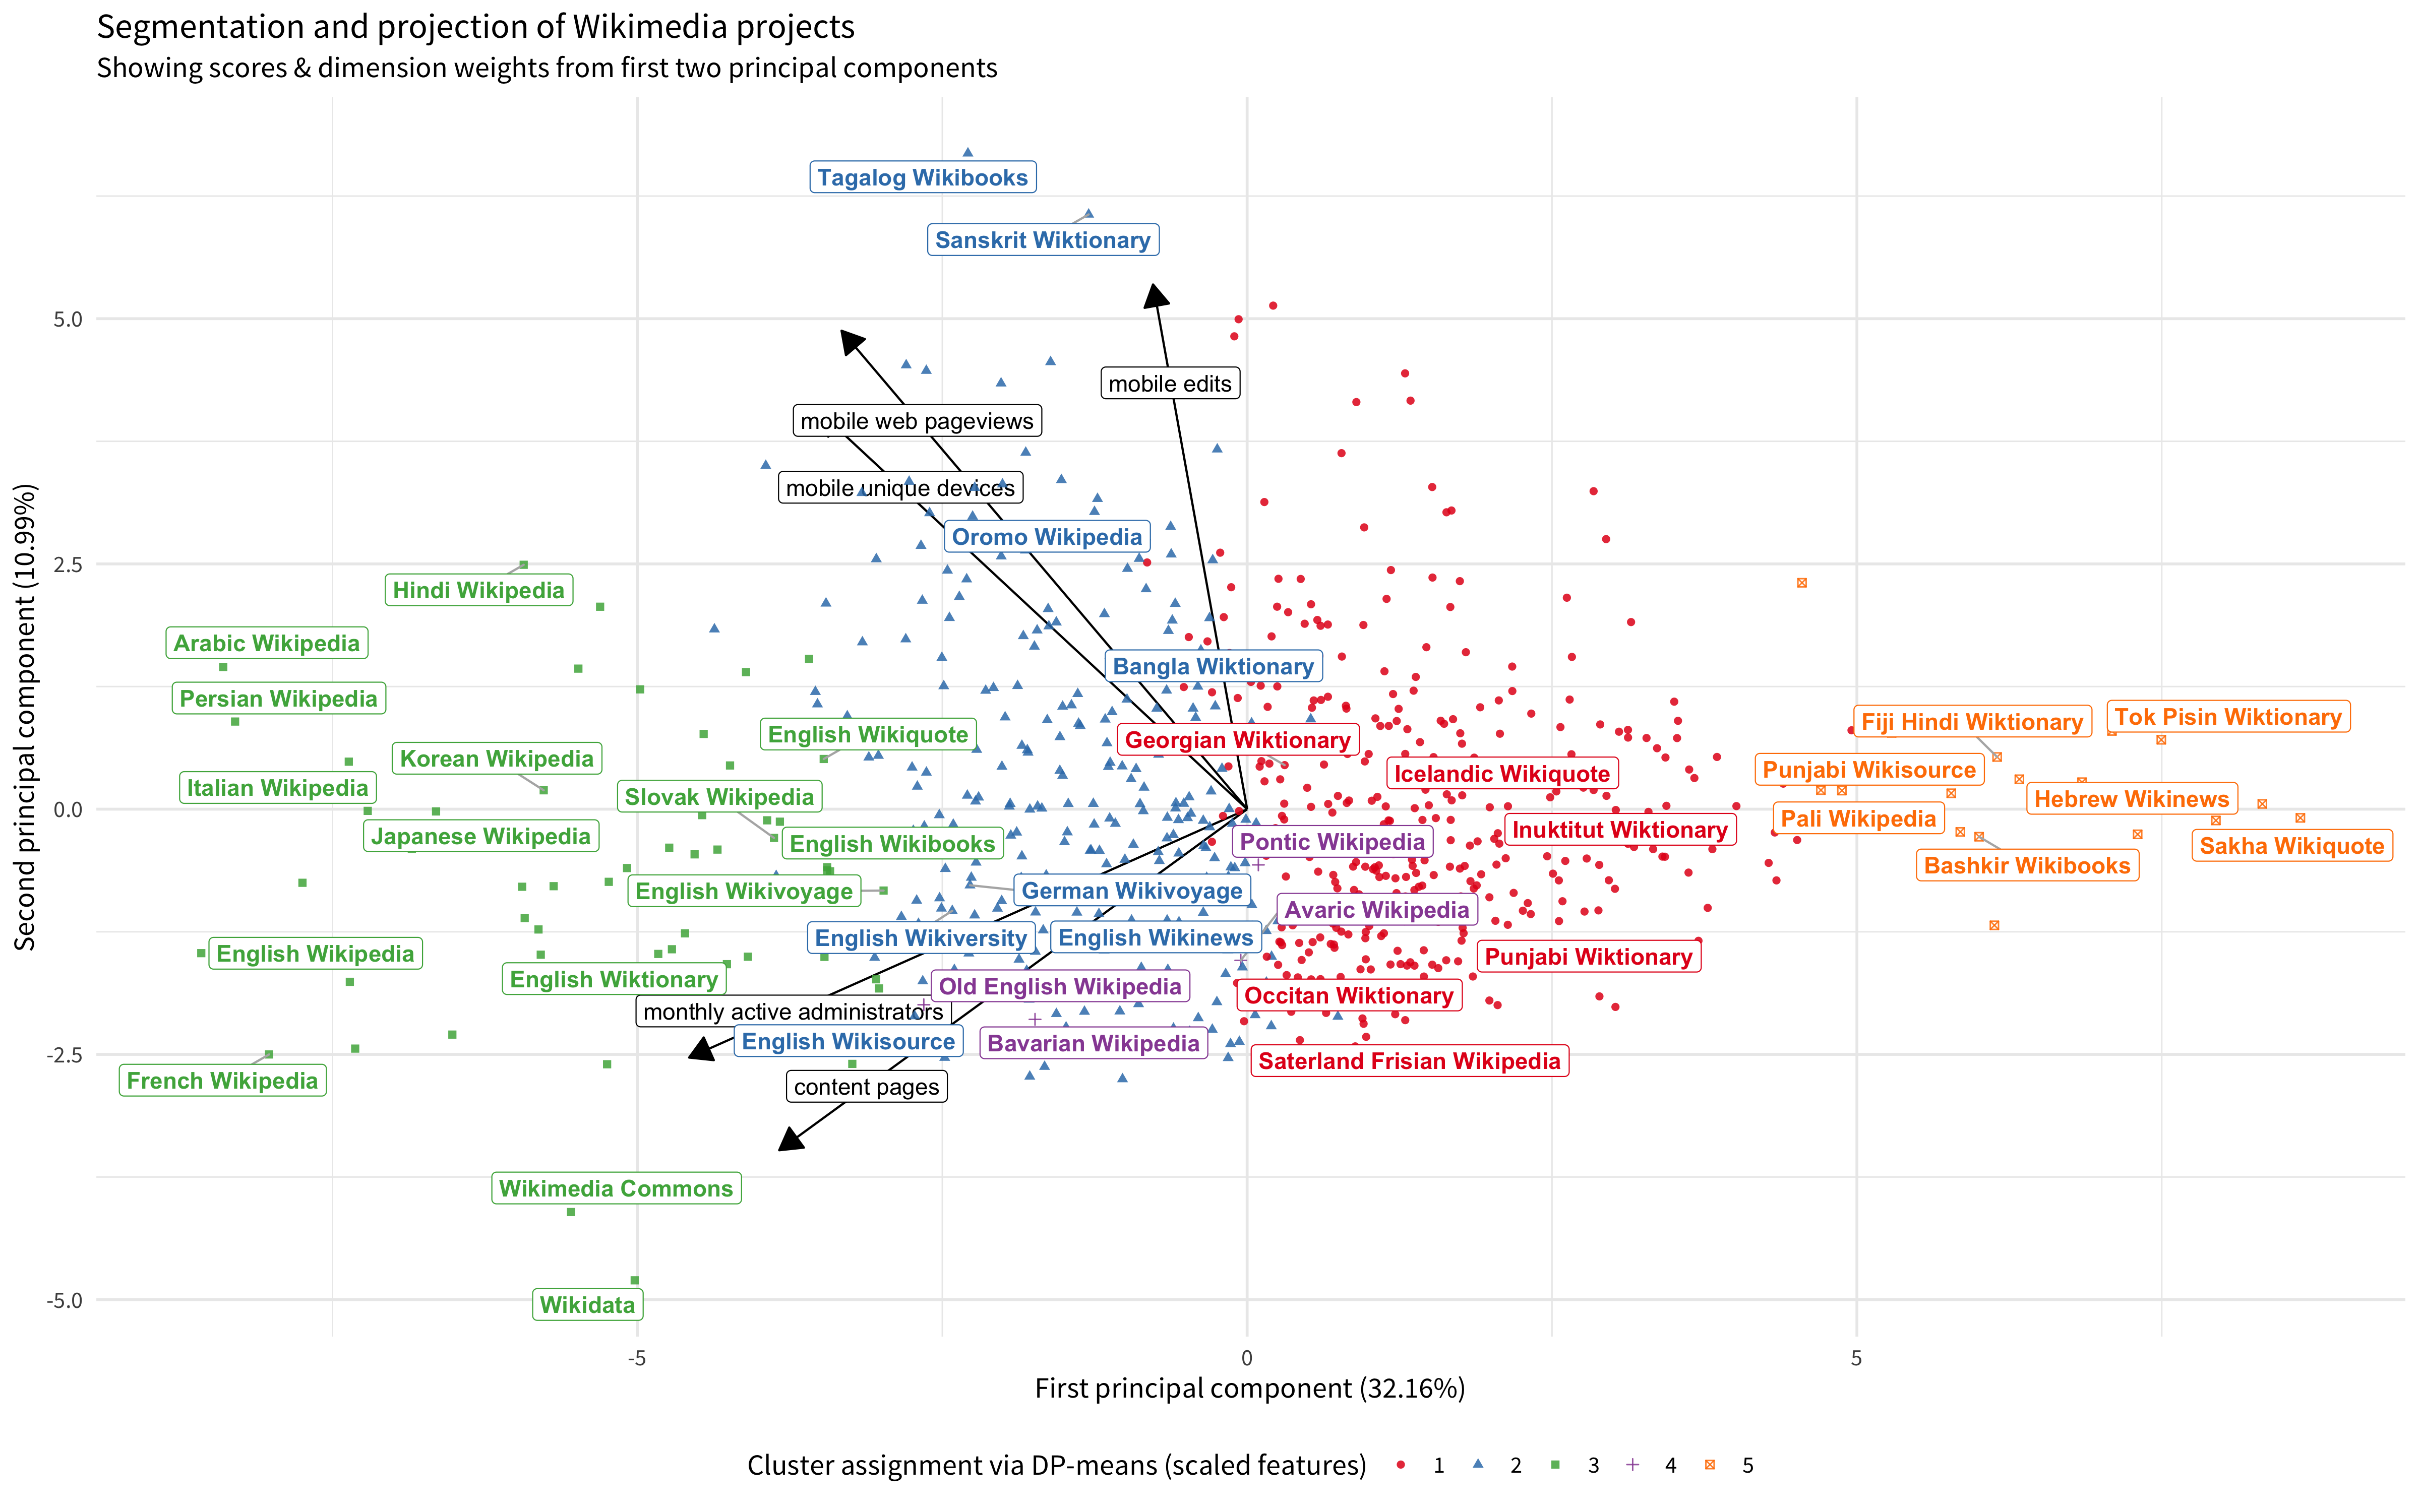 Segmentation and projection of Wikimedia projects
Showing scores & dimension weights from first two principal components
Tagalog Wikibooks
Sanskrit Wiktionary
5.0
mobile edits
mobile web pageviews
mobile unique devices
Oromo Wikipedia
2.5
Hindi Wikipedia
Arabic Wikipedia
Bangla Wiktionary
Persian Wikipedia
Fiji Hindi Wiktionary
Tok Pisin Wiktionary
English Wikiquote
Georgian Wiktionary
Korean Wikipedia
Icelandic Wikiquote
Punjabi Wikisource
Italian Wikipedia
Slovak Wikipedia
Hebrew Wikinews
0.0
Pali Wikipedia
Inuktitut Wiktionary
Japanese Wikipedia
English Wikibooks
Pontic Wikipedia
Sakha Wikiquote
Bashkir Wikibooks
English Wikivoyage
German Wikivoyage
Avaric Wikipedia
English Wikiversity
English Wikinews
English Wikipedia
Punjabi Wiktionary
English Wiktionary
Old English Wikipedia
Occitan Wiktionary
monthly active administrators
English Wikisource
Bavarian Wikipedia
-2.5
Saterland Frisian Wikipedia
French Wikipedia
content pages
Wikimedia Commons
-5.0
Wikidata
Second principal component (10.99%)
-5
0
5
First principal component (32.16%)
Cluster assignment via DP-means (scaled features) 1 2 3 4 5